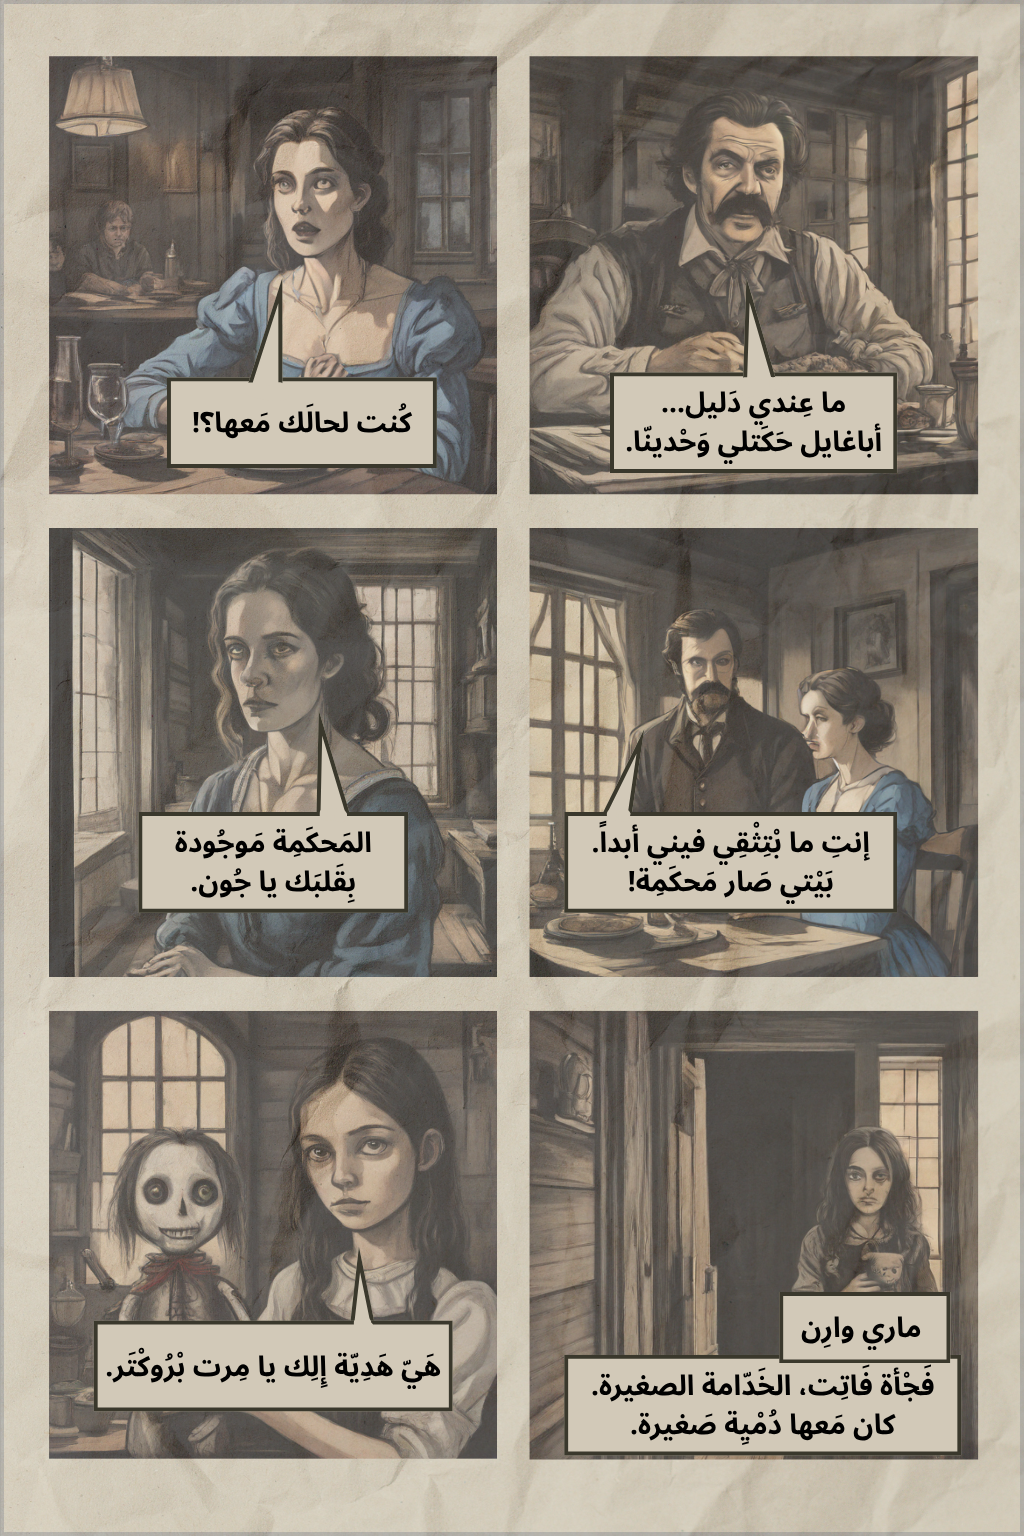 ما عِندي دَليل...
أباغايل حَكَتلي وَحْدينّا.
كُنت لحالَك مَعها؟!
إنتِ ما بْتِثْقِي فيني أبداً.
بَيْتي صَار مَحكَمِة!
المَحكَمِة مَوجُودة
بِقَلبَك يا جُون.
ماري وارِن
فَجْأة فَاتِت، الخَدّامة الصغيرة.
كان مَعها دُمْيِة صَغيرة.
هَيّ هَدِيّة إِلِك يا مِرت بْرُوكْتَر.